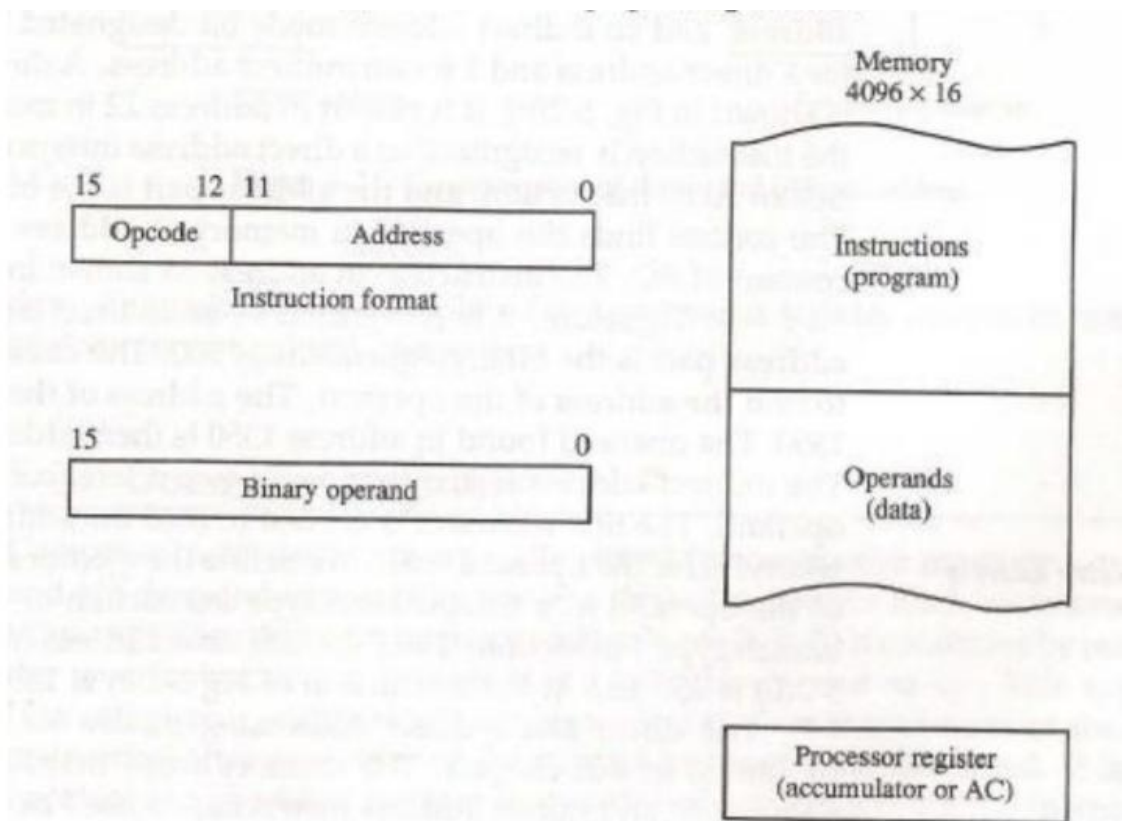 Memory
4096 × 16
15 12 11 0
Opcode Address
Instruction format
Instructions
(program)
15 0
Binary operand
Operands
(data)
Processor register
(accumulator or AC)